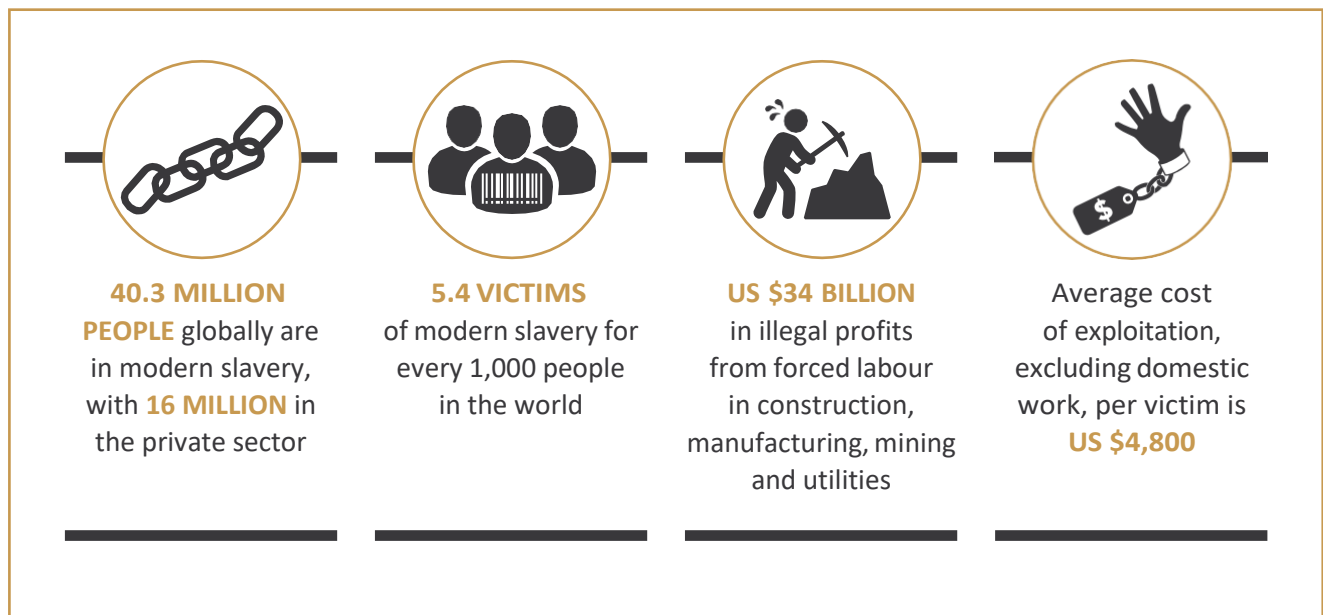 40.3 MILLION
PEOPLE globally are
in modern slavery,
with 16 MILLION in
the private sector
5.4 VICTIMS
of modern slavery for
every 1,000 people
in the world
US $34 BILLION
in illegal profits
from forced labour
in construction,
manufacturing, mining
and utilities
$
Average cost
of exploitation,
excluding domestic
work, per victim is
US $4,800